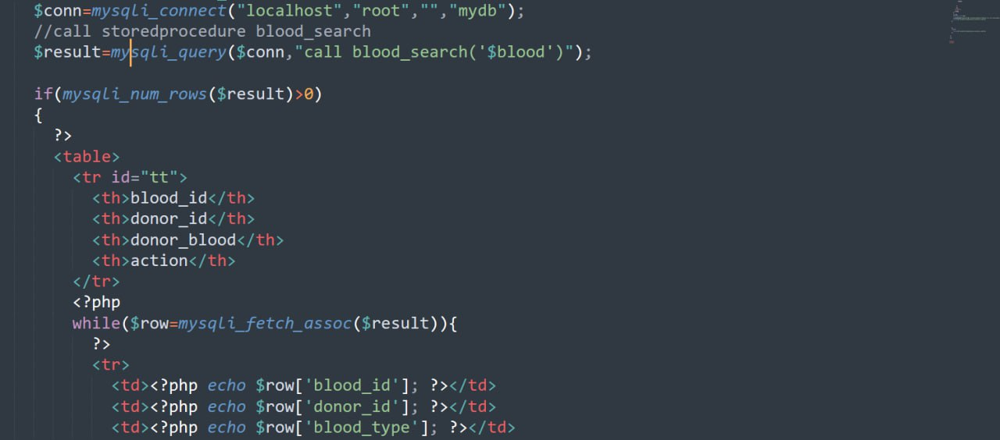 $conn=mysqli_connect("localhost","root","","mydb");
//call storedprocedure blood_search
$result=mysqli_query($conn,"call blood_search('$blood')");
if(mysqli_num_rows($result)>0)
{
?>
<table>
<tr id="tt">
<th>blood_id</th>
<th>donor_id</th>
<th>donor_blood</th>
<th>action</th>
</tr>
<?php
while($row=mysqli_fetch_assoc($result)){
?>
<tr>
<td><?php echo $row['blood_id']; ?></td>
<td><?php echo $row['donor_id']; ?></td>
<td><?php echo $row['blood_type']; ?></td>